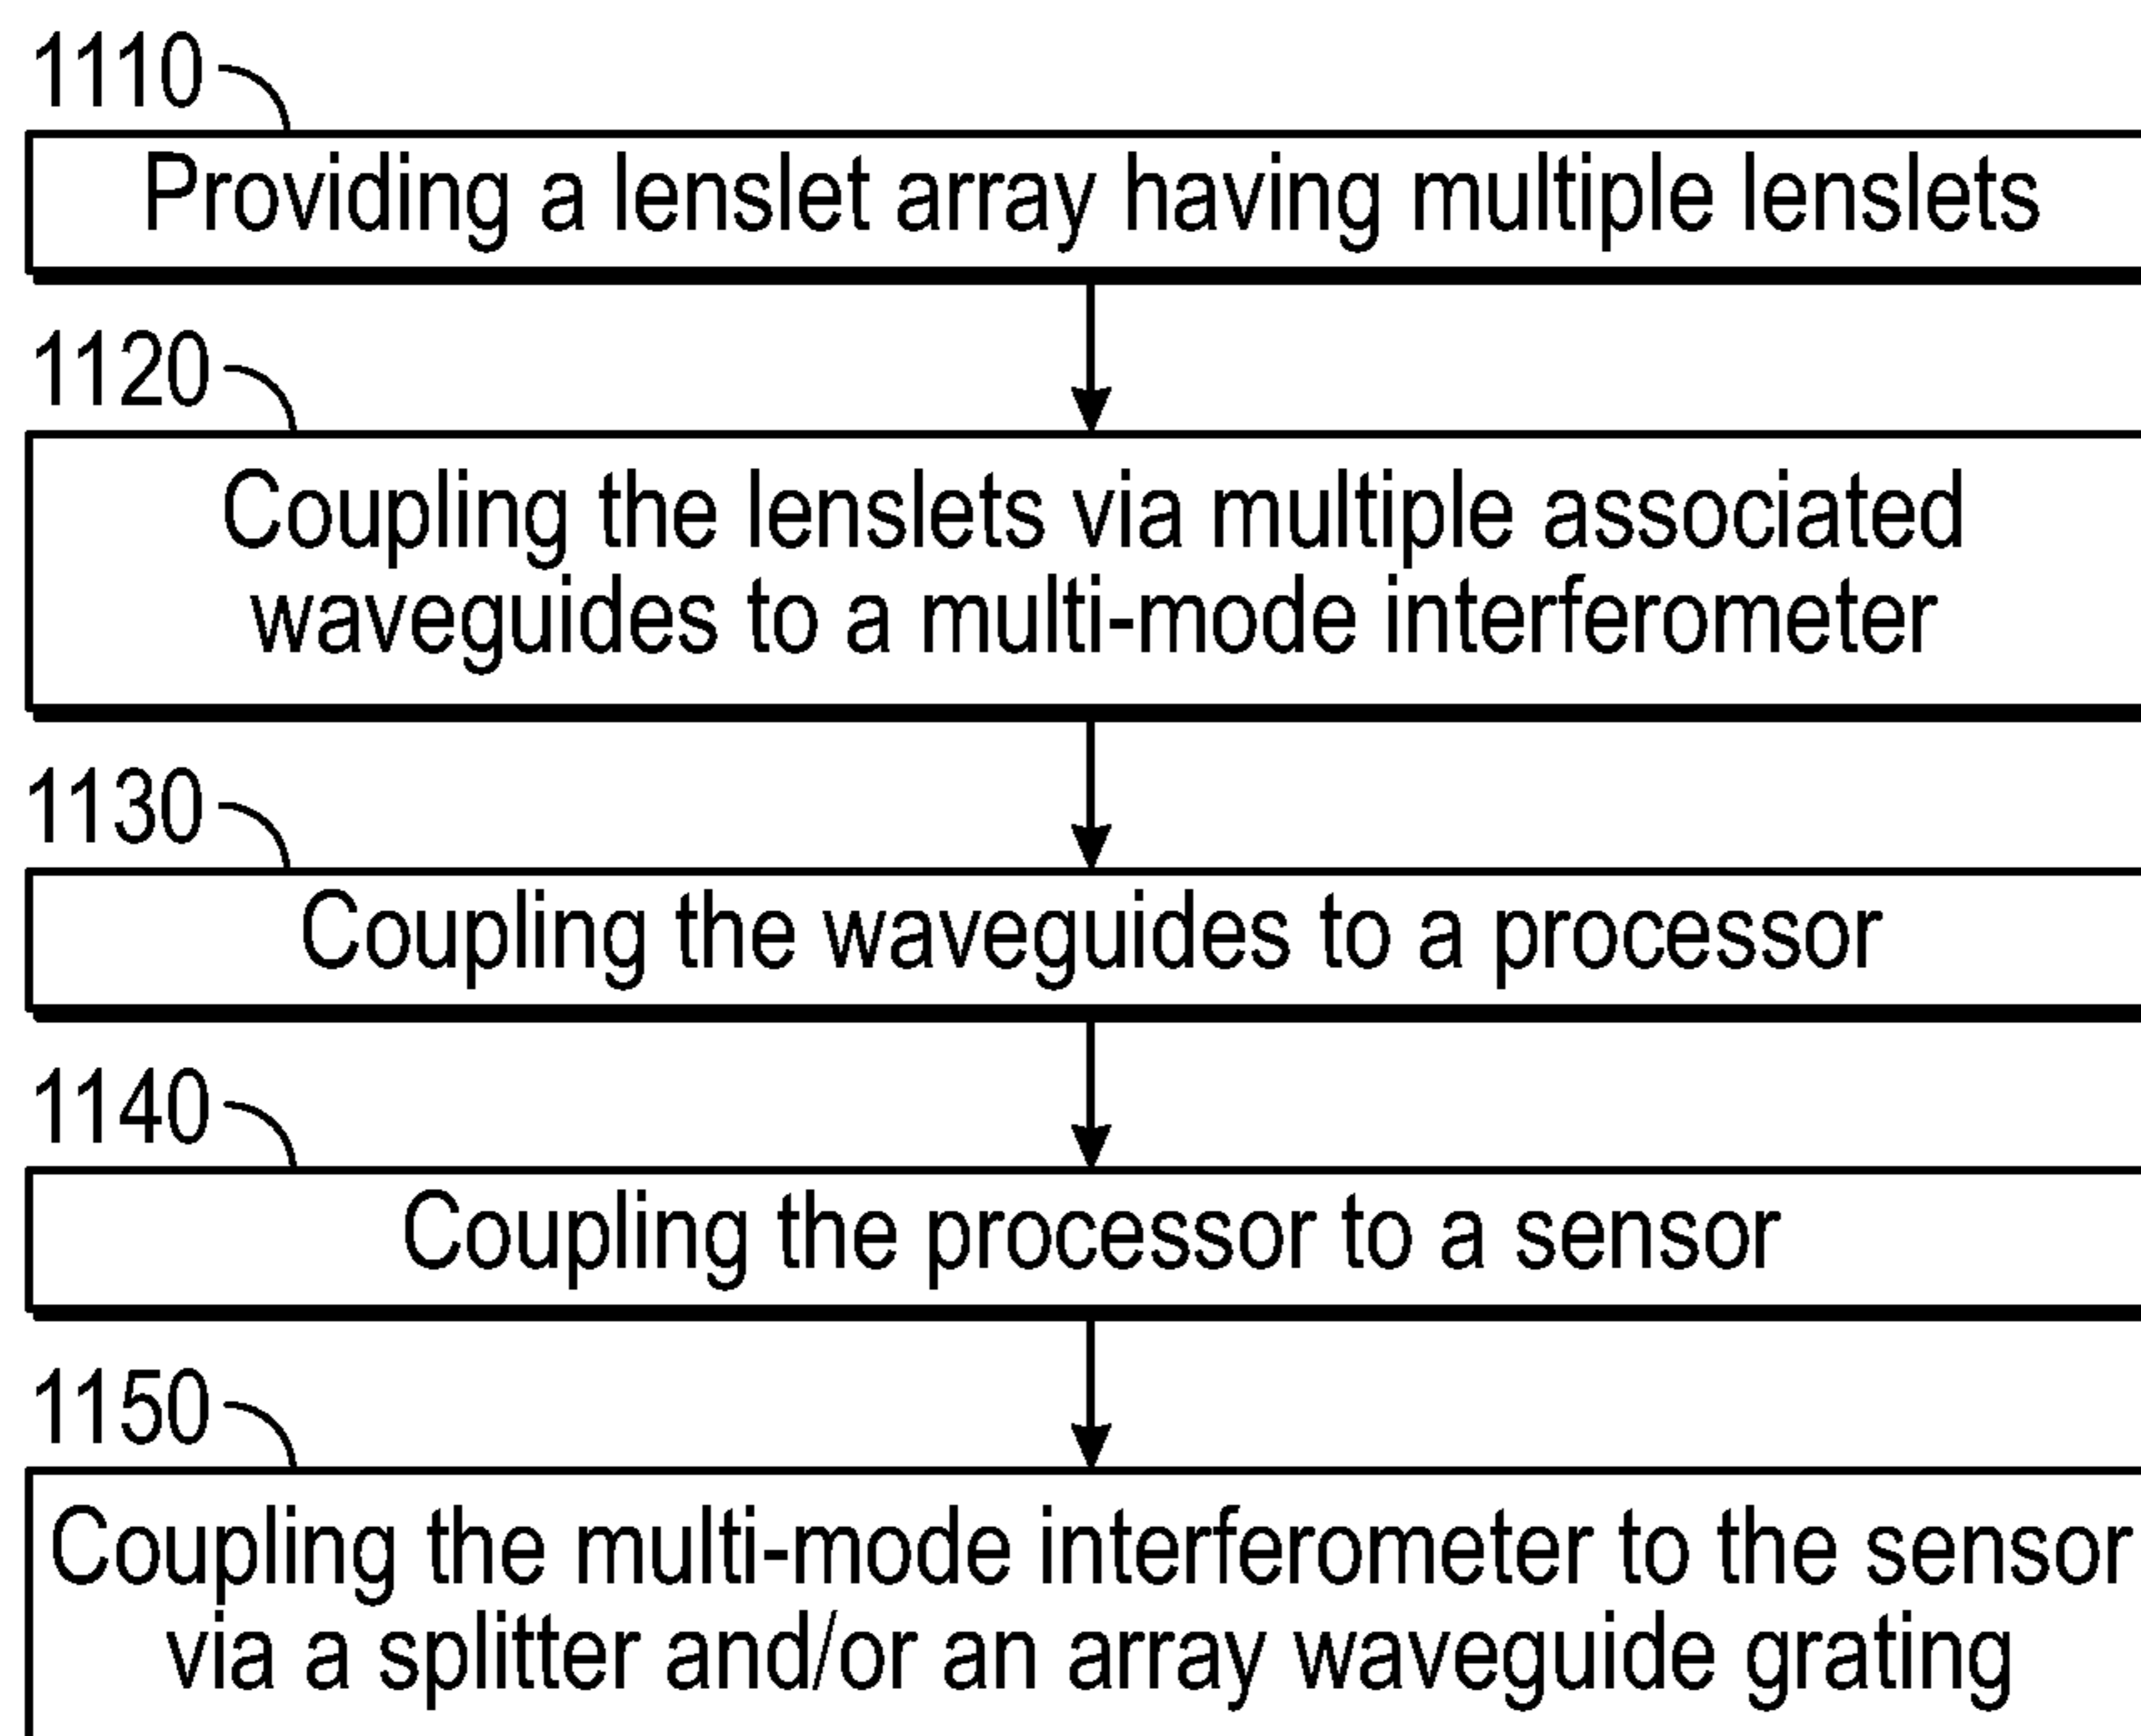 1110
Providing a lenslet array having multiple lenslets
1120
Coupling the lenslets via multiple associated
waveguides to a multi-mode interferometer
1130
Coupling the waveguides to a processor
1140
Coupling the processor to a sensor
1150
Coupling the multi-mode interferometer to the sensor
via a splitter and/or an array waveguide grating